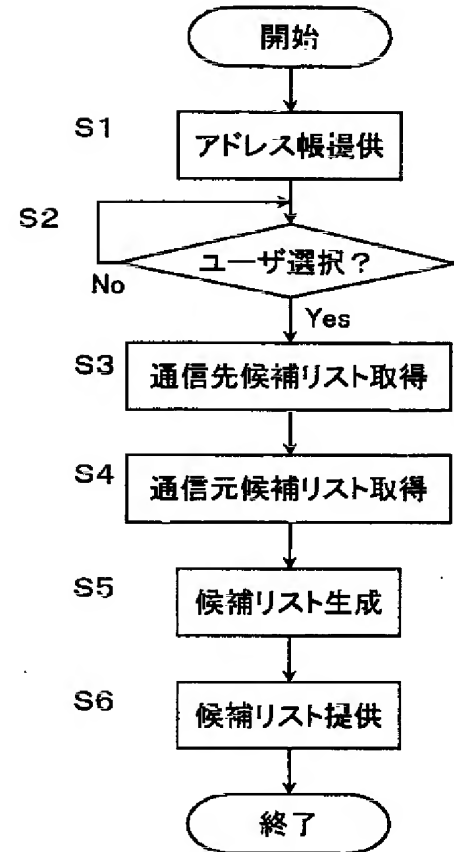 開始
S1
アドレス帳提供
S2
ユーザ選択？
No
Yes
S3
通信先候補リスト取得
S4
通信元候補リスト取得
S5
候補リスト生成
S6
候補リスト提供
終了